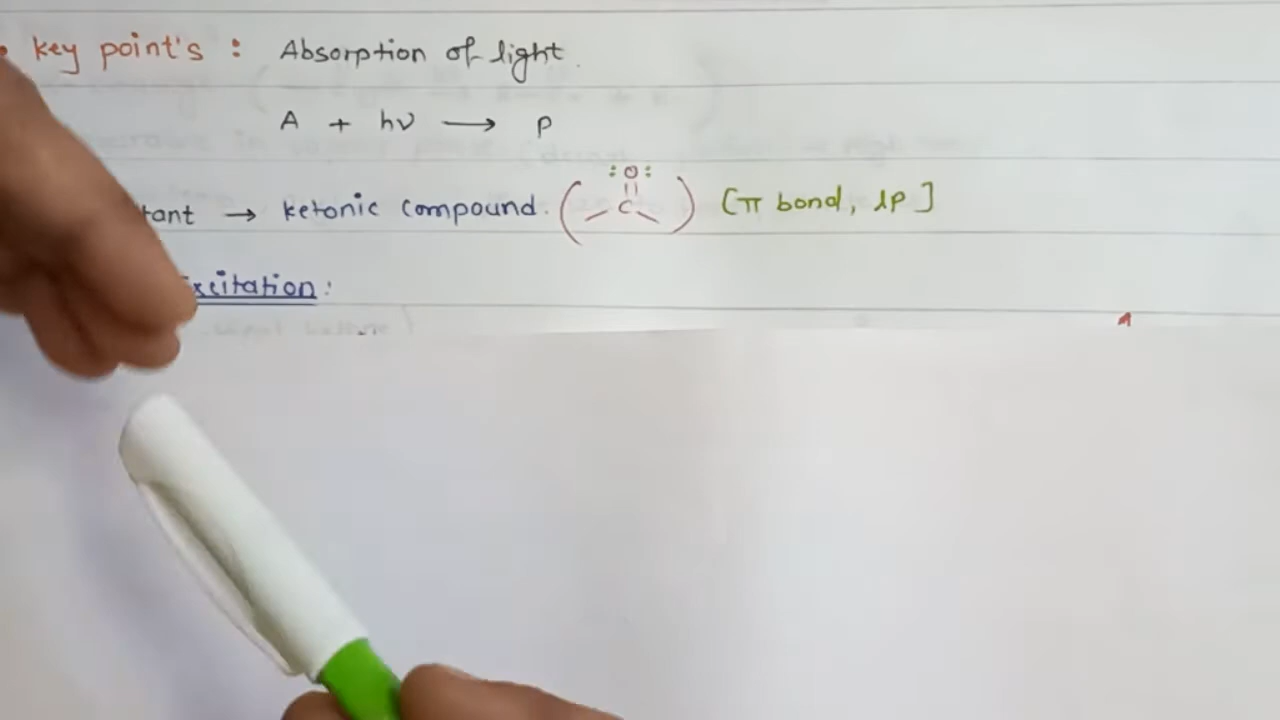 key point's : Absorption of light.
A + hν ⟶ P
tant → ketonic compound. ( :O: || C ) [π bond, lp]
xcitation :